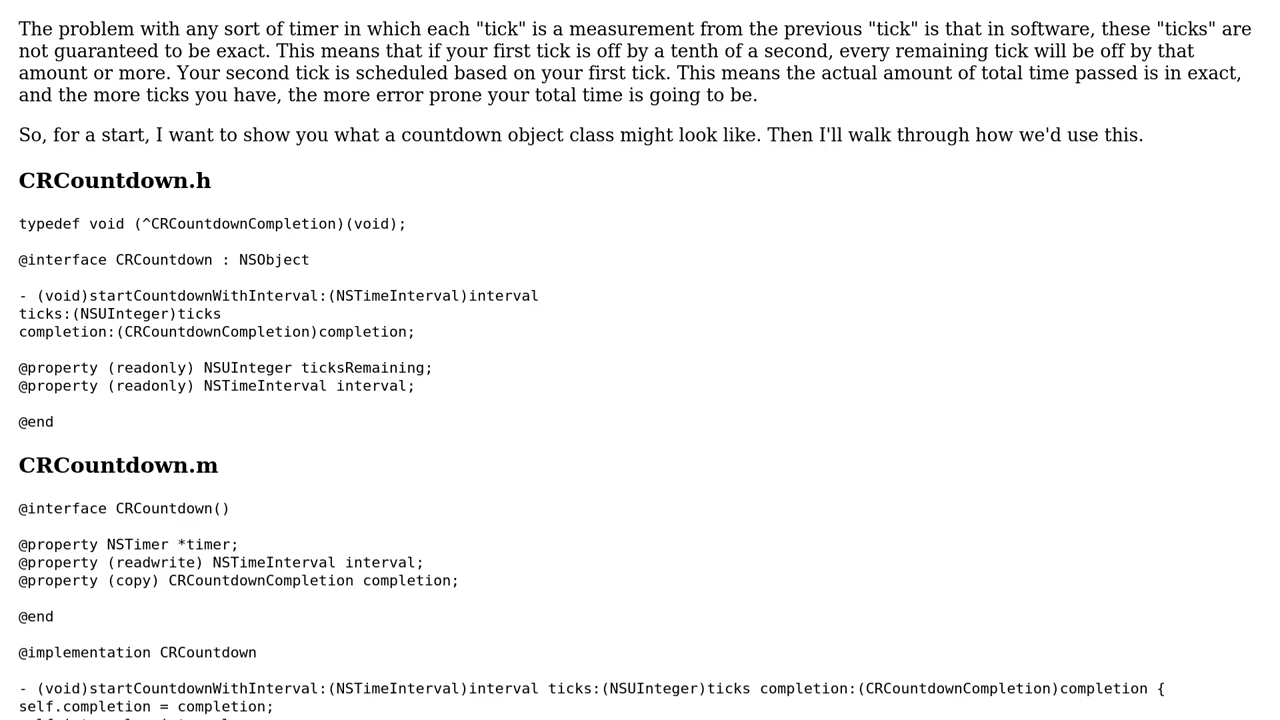 The problem with any sort of timer in which each "tick" is a measurement from the previous "tick" is that in software, these "ticks" are
not guaranteed to be exact. This means that if your first tick is off by a tenth of a second, every remaining tick will be off by that
amount or more. Your second tick is scheduled based on your first tick. This means the actual amount of total time passed is in exact,
and the more ticks you have, the more error prone your total time is going to be.
So, for a start, I want to show you what a countdown object class might look like. Then I'll walk through how we'd use this.
CRCountdown.h
typedef void (^CRCountdownCompletion)(void);
@interface CRCountdown : NSObject
- (void)startCountdownWithInterval:(NSTimeInterval)interval
ticks:(NSUInteger)ticks
completion:(CRCountdownCompletion)completion;
@property (readonly) NSUInteger ticksRemaining;
@property (readonly) NSTimeInterval interval;
@end
CRCountdown.m
@interface CRCountdown()
@property NSTimer *timer;
@property (readwrite) NSTimeInterval interval;
@property (copy) CRCountdownCompletion completion;
@end
@implementation CRCountdown
- (void)startCountdownWithInterval:(NSTimeInterval)interval ticks:(NSUInteger)ticks completion:(CRCountdownCompletion)completion {
self.completion = completion;